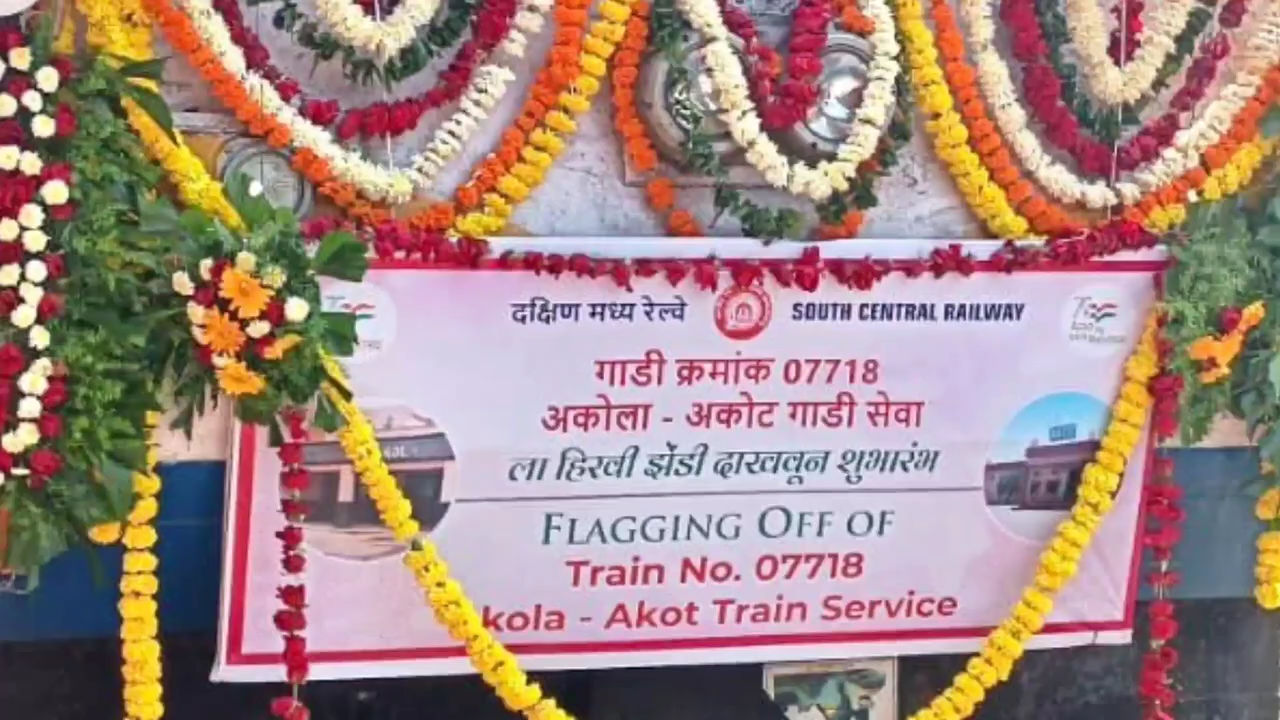 दक्षिण मध्य रेल्वे SOUTH CENTRAL RAILWAY
गाडी क्रमांक 07718
अकोला - अकोट गाडी सेवा
ला हिरवी झेंडी दाखवून शुभारंभ
FLAGGING OFF OF
Train No. 07718
kola - Akot Train Service